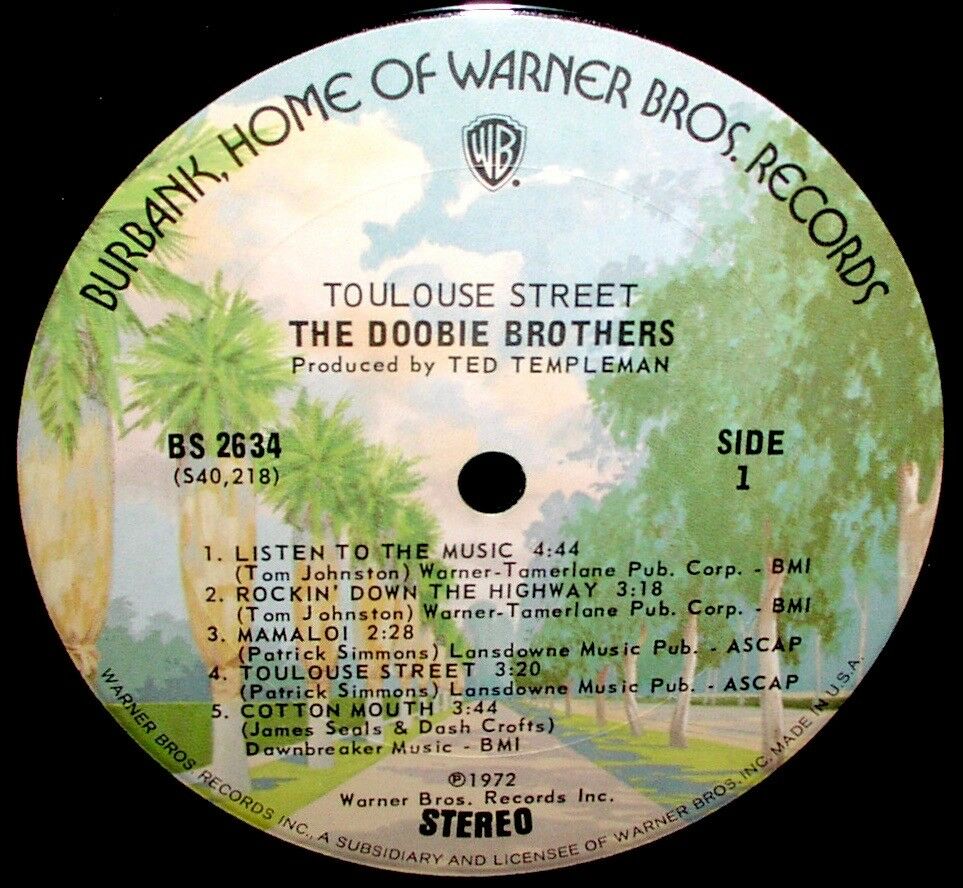 BURBANK, HOME OF WARNER BROS. RECORDS
WB
TOULOUSE STREET
THE DOOBIE BROTHERS
Produced by TED TEMPLEMAN
BS 2634
(S40,218)
SIDE
1
1. LISTEN TO THE MUSIC 4:44
(Tom Johnston) Warner-Tamerlane Pub. Corp. - BMI
2. ROCKIN' DOWN THE HIGHWAY 3:18
(Tom Johnston) Warner-Tamerlane Pub. Corp. - BMI
3. MAMALOI 2:28
(Patrick Simmons) Lansdowne Music Pub. - ASCAP
4. TOULOUSE STREET 3:20
(Patrick Simmons) Lansdowne Music Pub. - ASCAP
5. COTTON MOUTH 3:44
(James Seals & Dash Crofts)
Dawnbreaker Music - BMI
℗1972
Warner Bros. Records Inc.
STEREO
WARNER BROS. RECORDS INC., A SUBSIDIARY AND LICENSEE OF WARNER BROS. INC. MADE IN U.S.A.